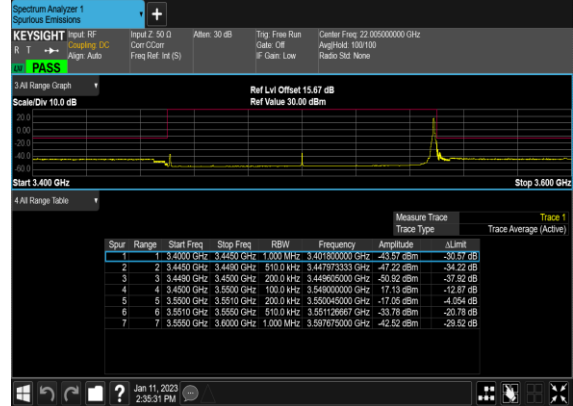 Spectrum Analyzer 1
Spurious Emissions
+
KEYSIGHT Input: RF Input Z: 50 Ω Atten: 30 dB Trig: Free Run Center Freq: 22.005000000 GHz
R T Coupling: DC Corr CCorr Gate: Off Avg|Hold: 100/100
Align: Auto Freq Ref: Int (S) IF Gain: Low Radio Std: None
LU PASS
3 All Range Graph
Ref Lvl Offset 15.67 dB
Scale/Div 10.0 dB Ref Value 30.00 dBm
20.0
0.00
-20.0
-40.0
-60.0
Start 3.400 GHz Stop 3.600 GHz
4 All Range Table
Measure Trace Trace 1
Trace Type Trace Average (Active)
Spur Range Start Freq Stop Freq RBW Frequency Amplitude ΔLimit
1 1 3.4000 GHz 3.4450 GHz 1.000 MHz 3.401800000 GHz -43.57 dBm -30.57 dB
2 2 3.4450 GHz 3.4490 GHz 510.0 kHz 3.447973333 GHz -47.22 dBm -34.22 dB
3 3 3.4490 GHz 3.4500 GHz 200.0 kHz 3.449605000 GHz -50.92 dBm -37.92 dB
4 4 3.4500 GHz 3.5500 GHz 100.0 kHz 3.549000000 GHz 17.13 dBm -12.87 dB
5 5 3.5500 GHz 3.5510 GHz 200.0 kHz 3.550045000 GHz -17.05 dBm -4.054 dB
6 6 3.5510 GHz 3.5550 GHz 510.0 kHz 3.551126667 GHz -33.78 dBm -20.78 dB
7 7 3.5550 GHz 3.6000 GHz 1.000 MHz 3.597675000 GHz -42.52 dBm -29.52 dB
? Jan 11, 2023
2:35:31 PM